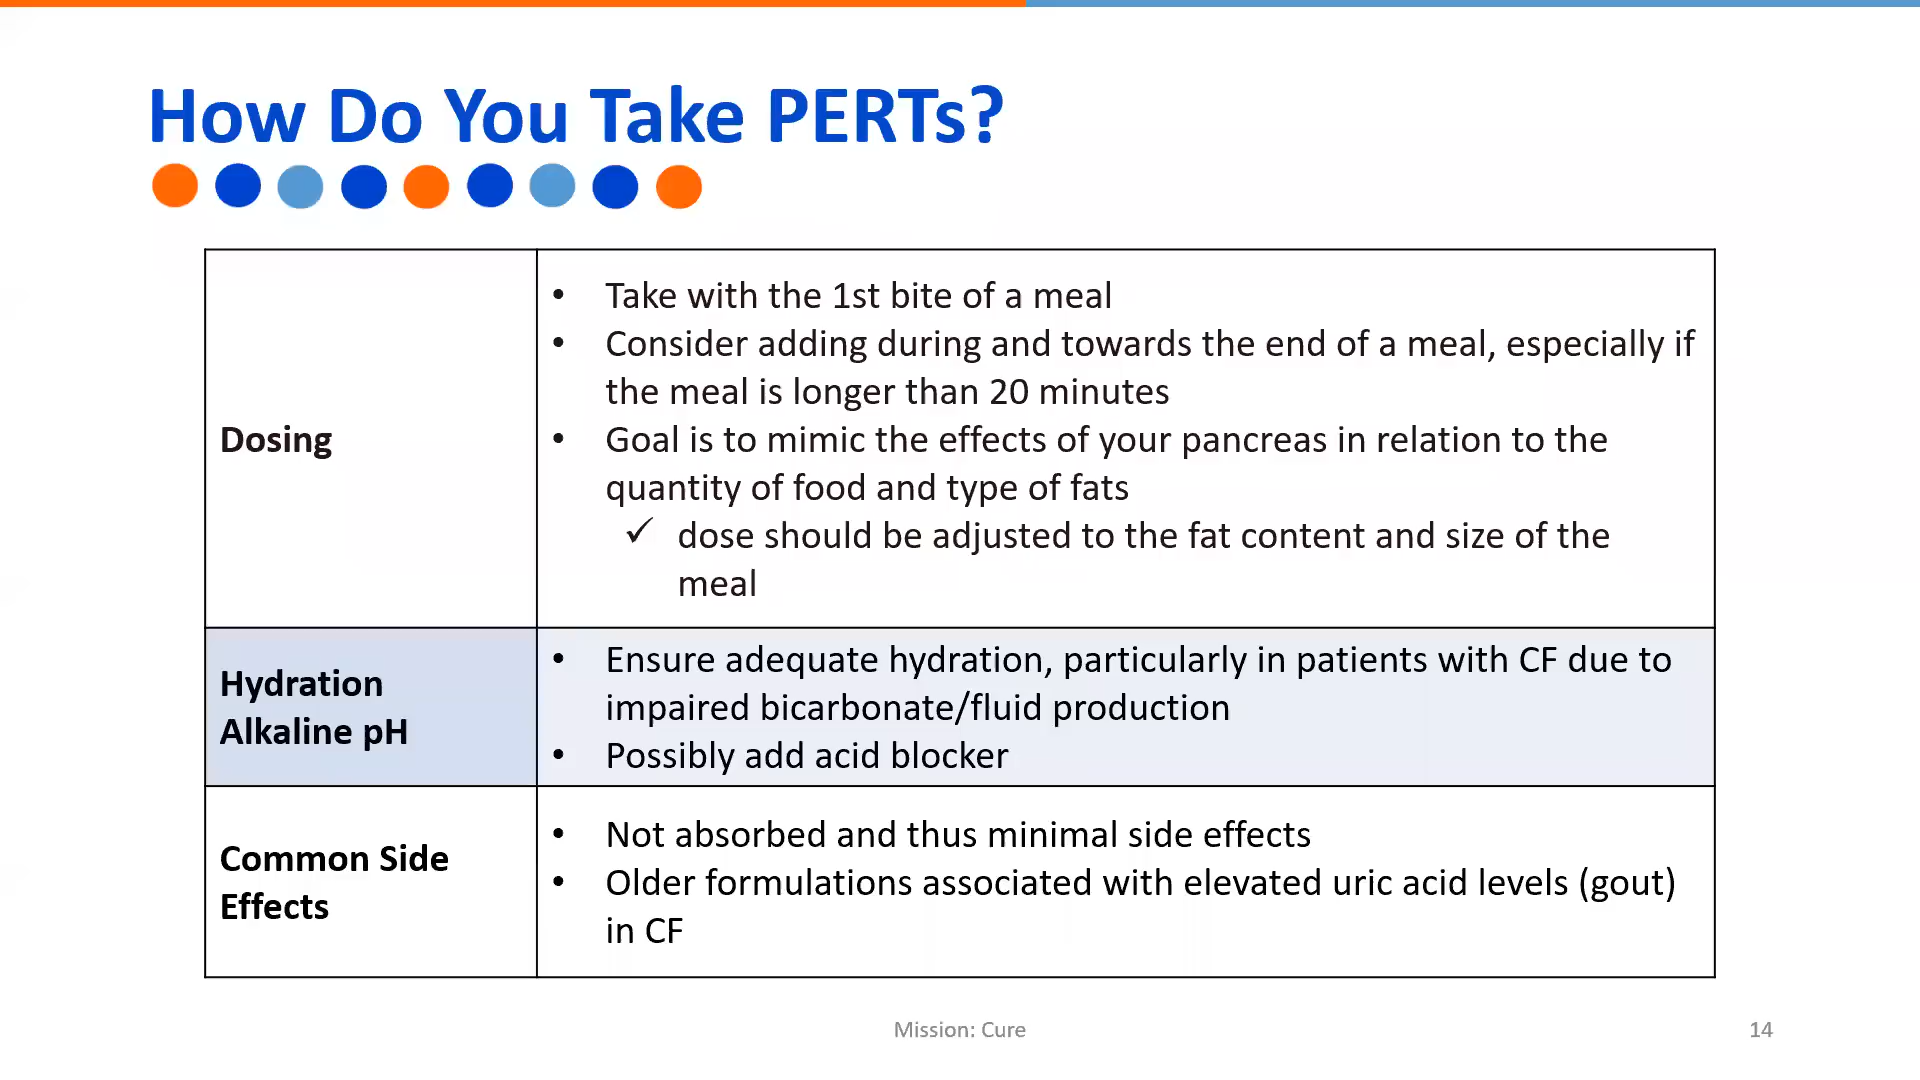 How Do You Take PERTs?
Dosing
• Take with the 1st bite of a meal
• Consider adding during and towards the end of a meal, especially if
the meal is longer than 20 minutes
• Goal is to mimic the effects of your pancreas in relation to the
quantity of food and type of fats
✓ dose should be adjusted to the fat content and size of the
meal
Hydration
Alkaline pH
• Ensure adequate hydration, particularly in patients with CF due to
impaired bicarbonate/fluid production
• Possibly add acid blocker
Common Side
Effects
• Not absorbed and thus minimal side effects
• Older formulations associated with elevated uric acid levels (gout)
in CF
Mission: Cure
14